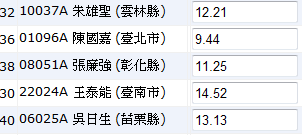 32 10037A 朱雄聖 (雲林縣) 12.21
36 01096A 陳國嘉 (臺北市) 9.44
38 08051A 張廉強 (彰化縣) 11.25
30 22024A 王泰能 (臺南市) 14.52
40 06025A 吳日生 (苗栗縣) 13.13